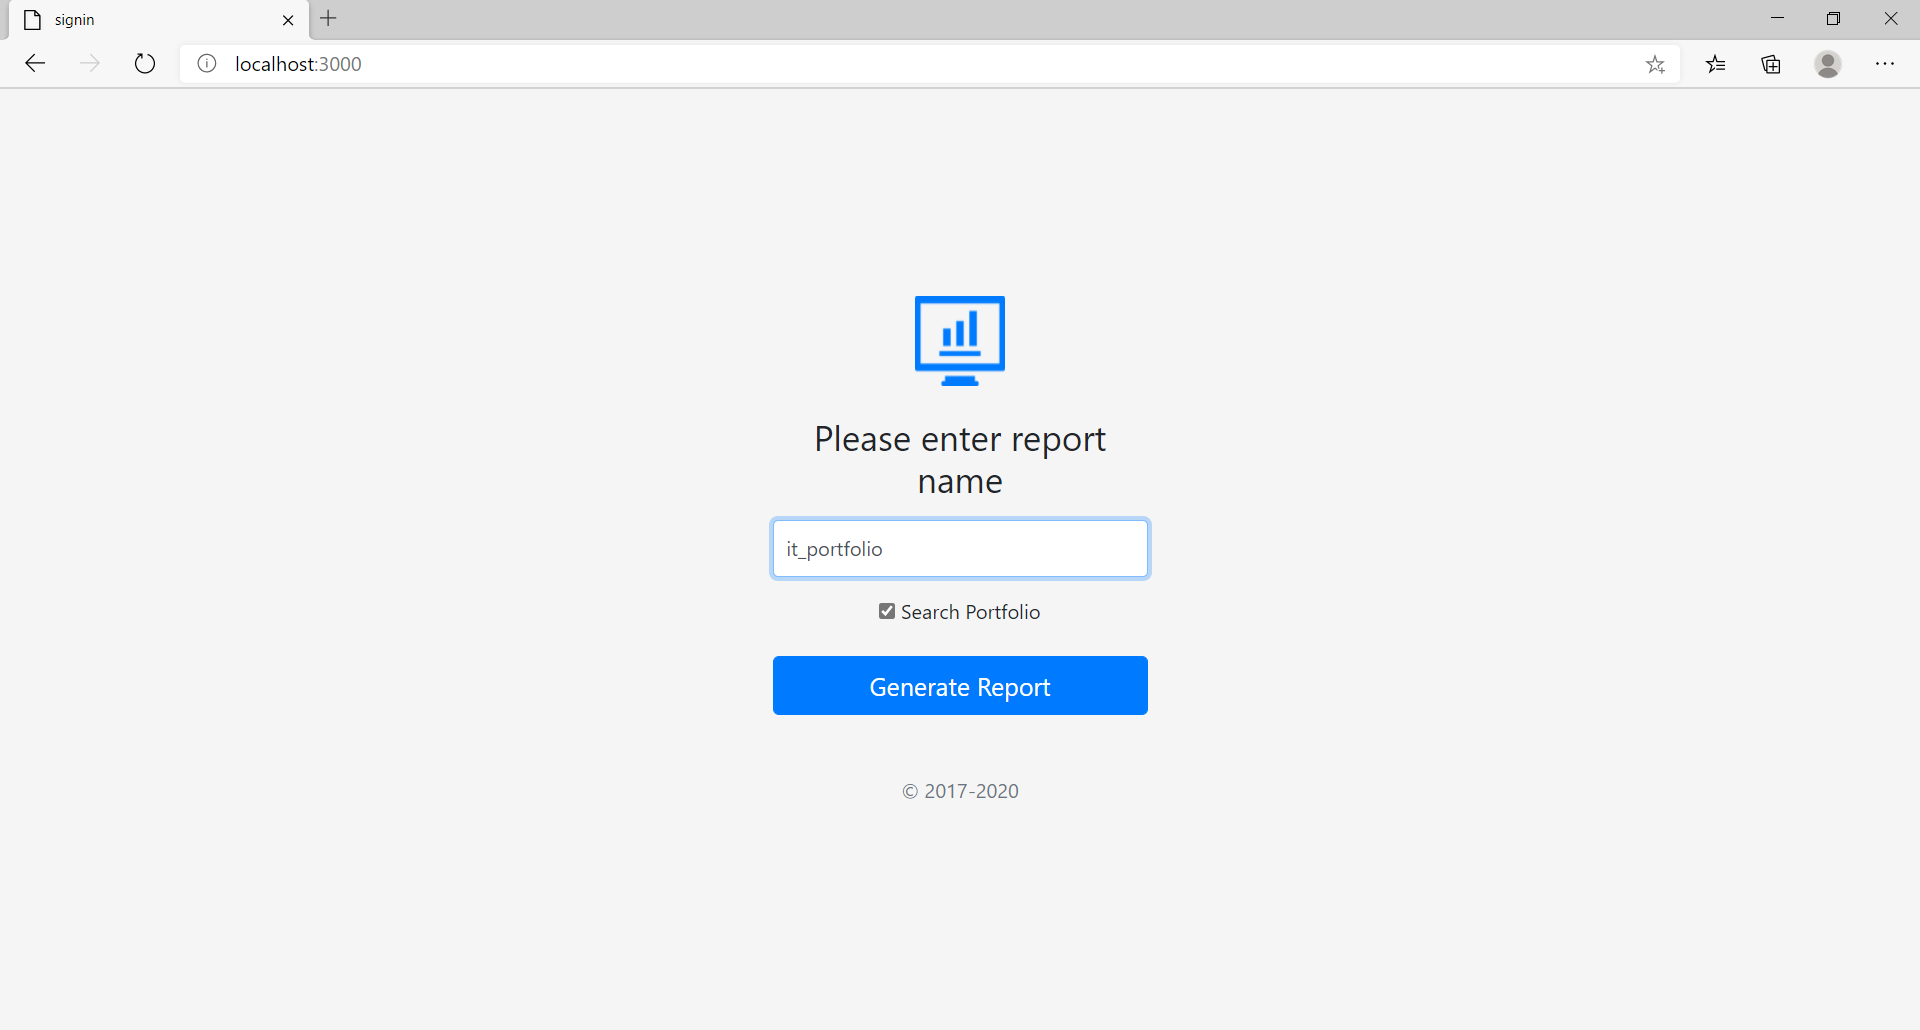 signin
localhost:3000
Please enter report
name
it_portfolio
Search Portfolio
Generate Report
© 2017-2020